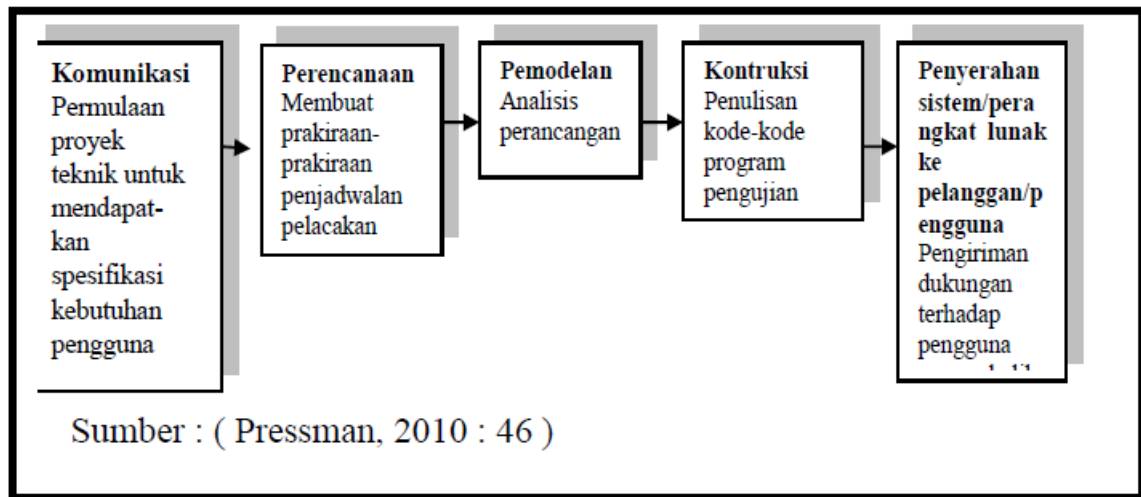 Komunikasi
Permulaan
proyek
teknik untuk
mendapat-
kan
spesifikasi
kebutuhan
pengguna
Perencanaan
Membuat
prakiraan-
prakiraan
penjadwalan
pelacakan
Pemodelan
Analisis
perancangan
Kontruksi
Penulisan
kode-kode
program
pengujian
Penyerahan
sistem/pera
ngkat lunak
ke
pelanggan/p
engguna
Pengiriman
dukungan
terhadap
pengguna
Sumber : ( Pressman, 2010 : 46 )